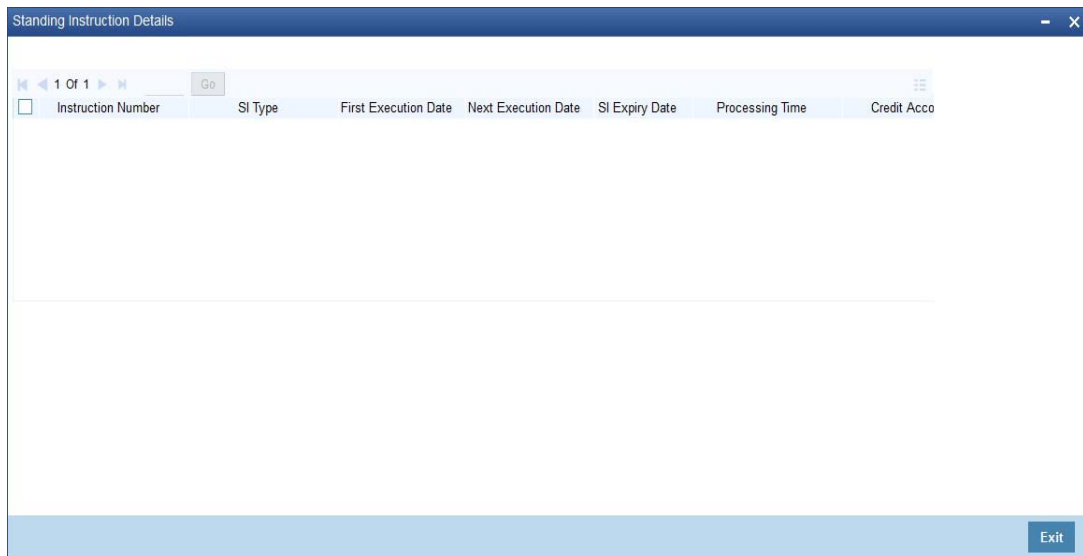 Standing Instruction Details
1 Of 1 Go
Instruction Number SI Type First Execution Date Next Execution Date SI Expiry Date Processing Time Credit Acco
Exit